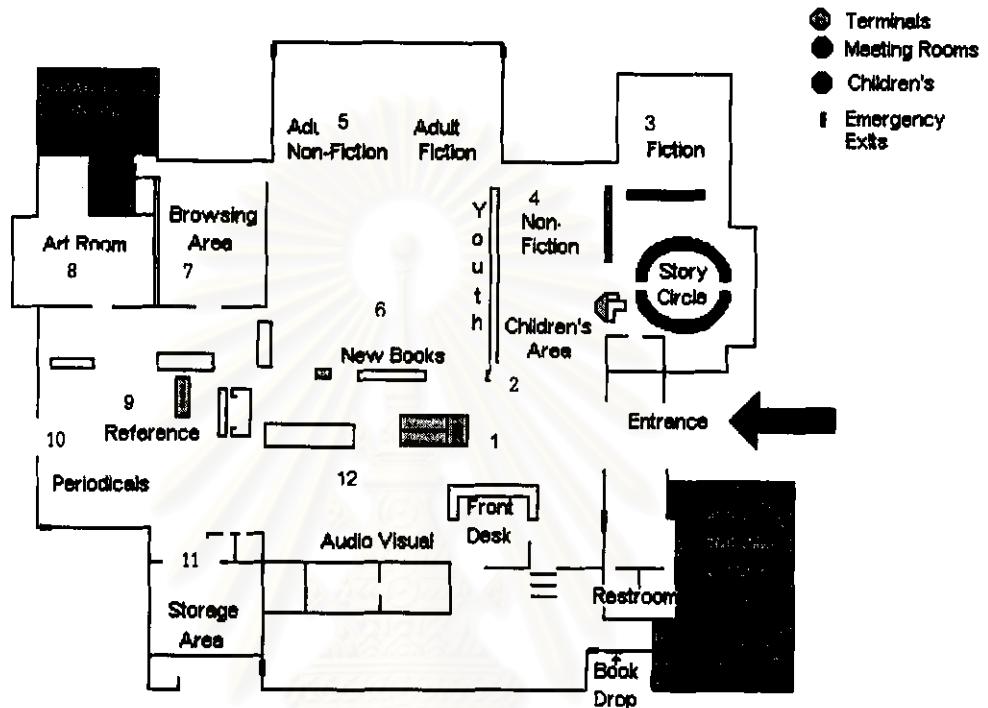 Terminals
Meeting Rooms
Children's
Emergency
Exits
5
Adult
Non-Fiction
Fiction
3
Fiction
4
Non-
Fiction
Youth
Browsing
Area
7
Art Room
8
Story
Circle
6
Children's
Area
New Books
2
9
Reference
10
Entrance
1
Periodicals
12
Front
Desk
Audio Visual
11
Storage
Area
Restroom
Book
Drop